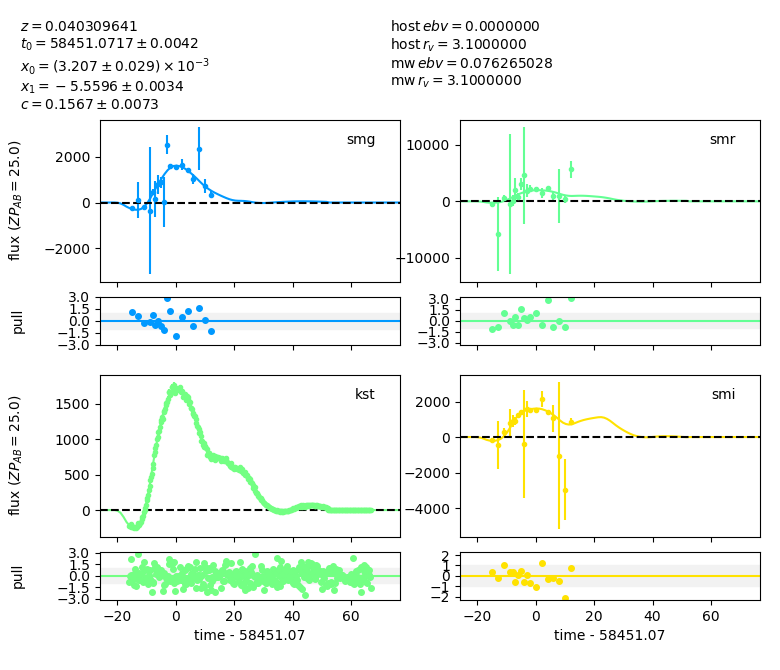 z = 0.040309641
t₀ = 58451.0717 ± 0.0042
x₀ = (3.207 ± 0.029) × 10⁻³
x₁ = −5.5596 ± 0.0034
c = 0.1567 ± 0.0073
host ebv = 0.0000000
host r_v = 3.1000000
mw ebv = 0.076265028
mw r_v = 3.1000000
smg
flux (ZP_AB = 25.0)
2000
0
−2000
smr
10000
0
−10000
pull
3.0
1.5
0.0
−1.5
−3.0
3.0
1.5
0.0
−1.5
−3.0
kst
flux (ZP_AB = 25.0)
1500
1000
500
0
smi
2000
0
−2000
−4000
pull
3.0
1.5
0.0
−1.5
−3.0
2
1
0
−1
−2
−20 0 20 40 60
−20 0 20 40 60
time - 58451.07
time - 58451.07